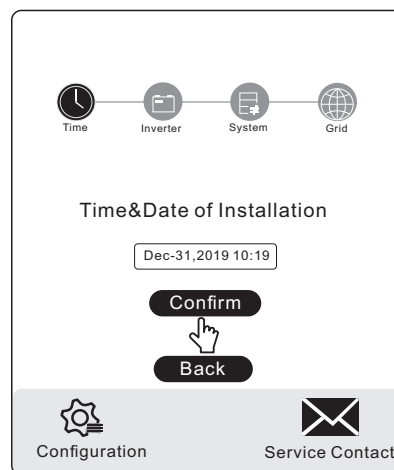 Time Inverter System Grid
Time&Date of Installation
Dec-31,2019 10:19
Confirm
Back
Configuration Service Contact